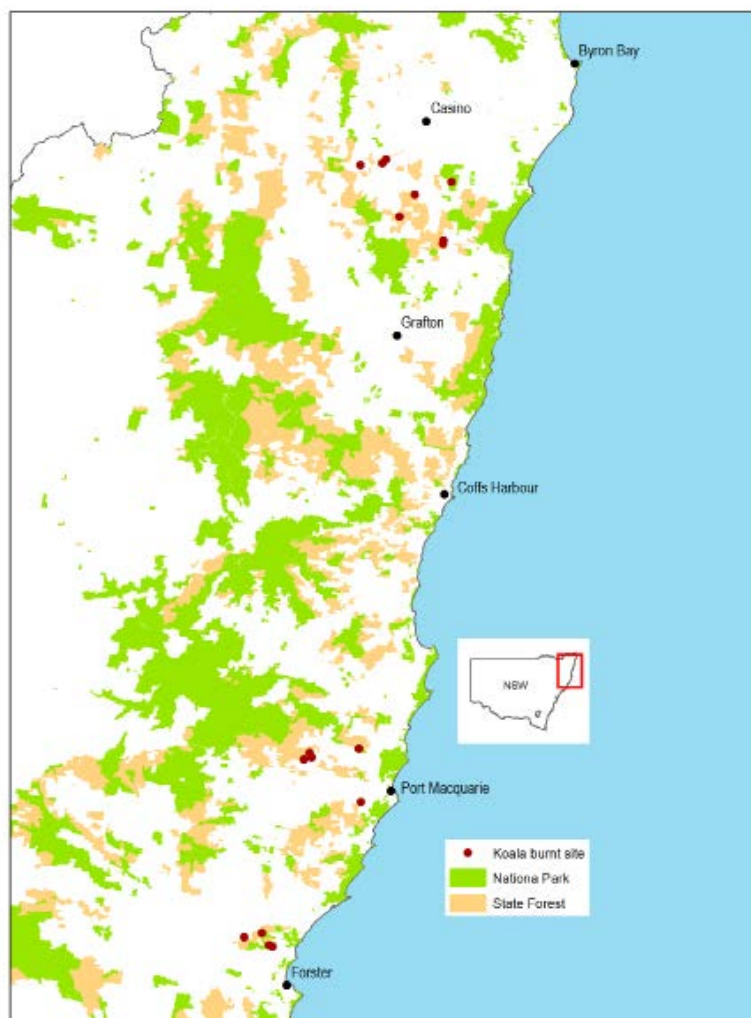 Byron Bay
Casino
Grafton
Coffs Harbour
NSW
Port Macquarie
Koala burnt site
Nationa Park
State Forest
Forster